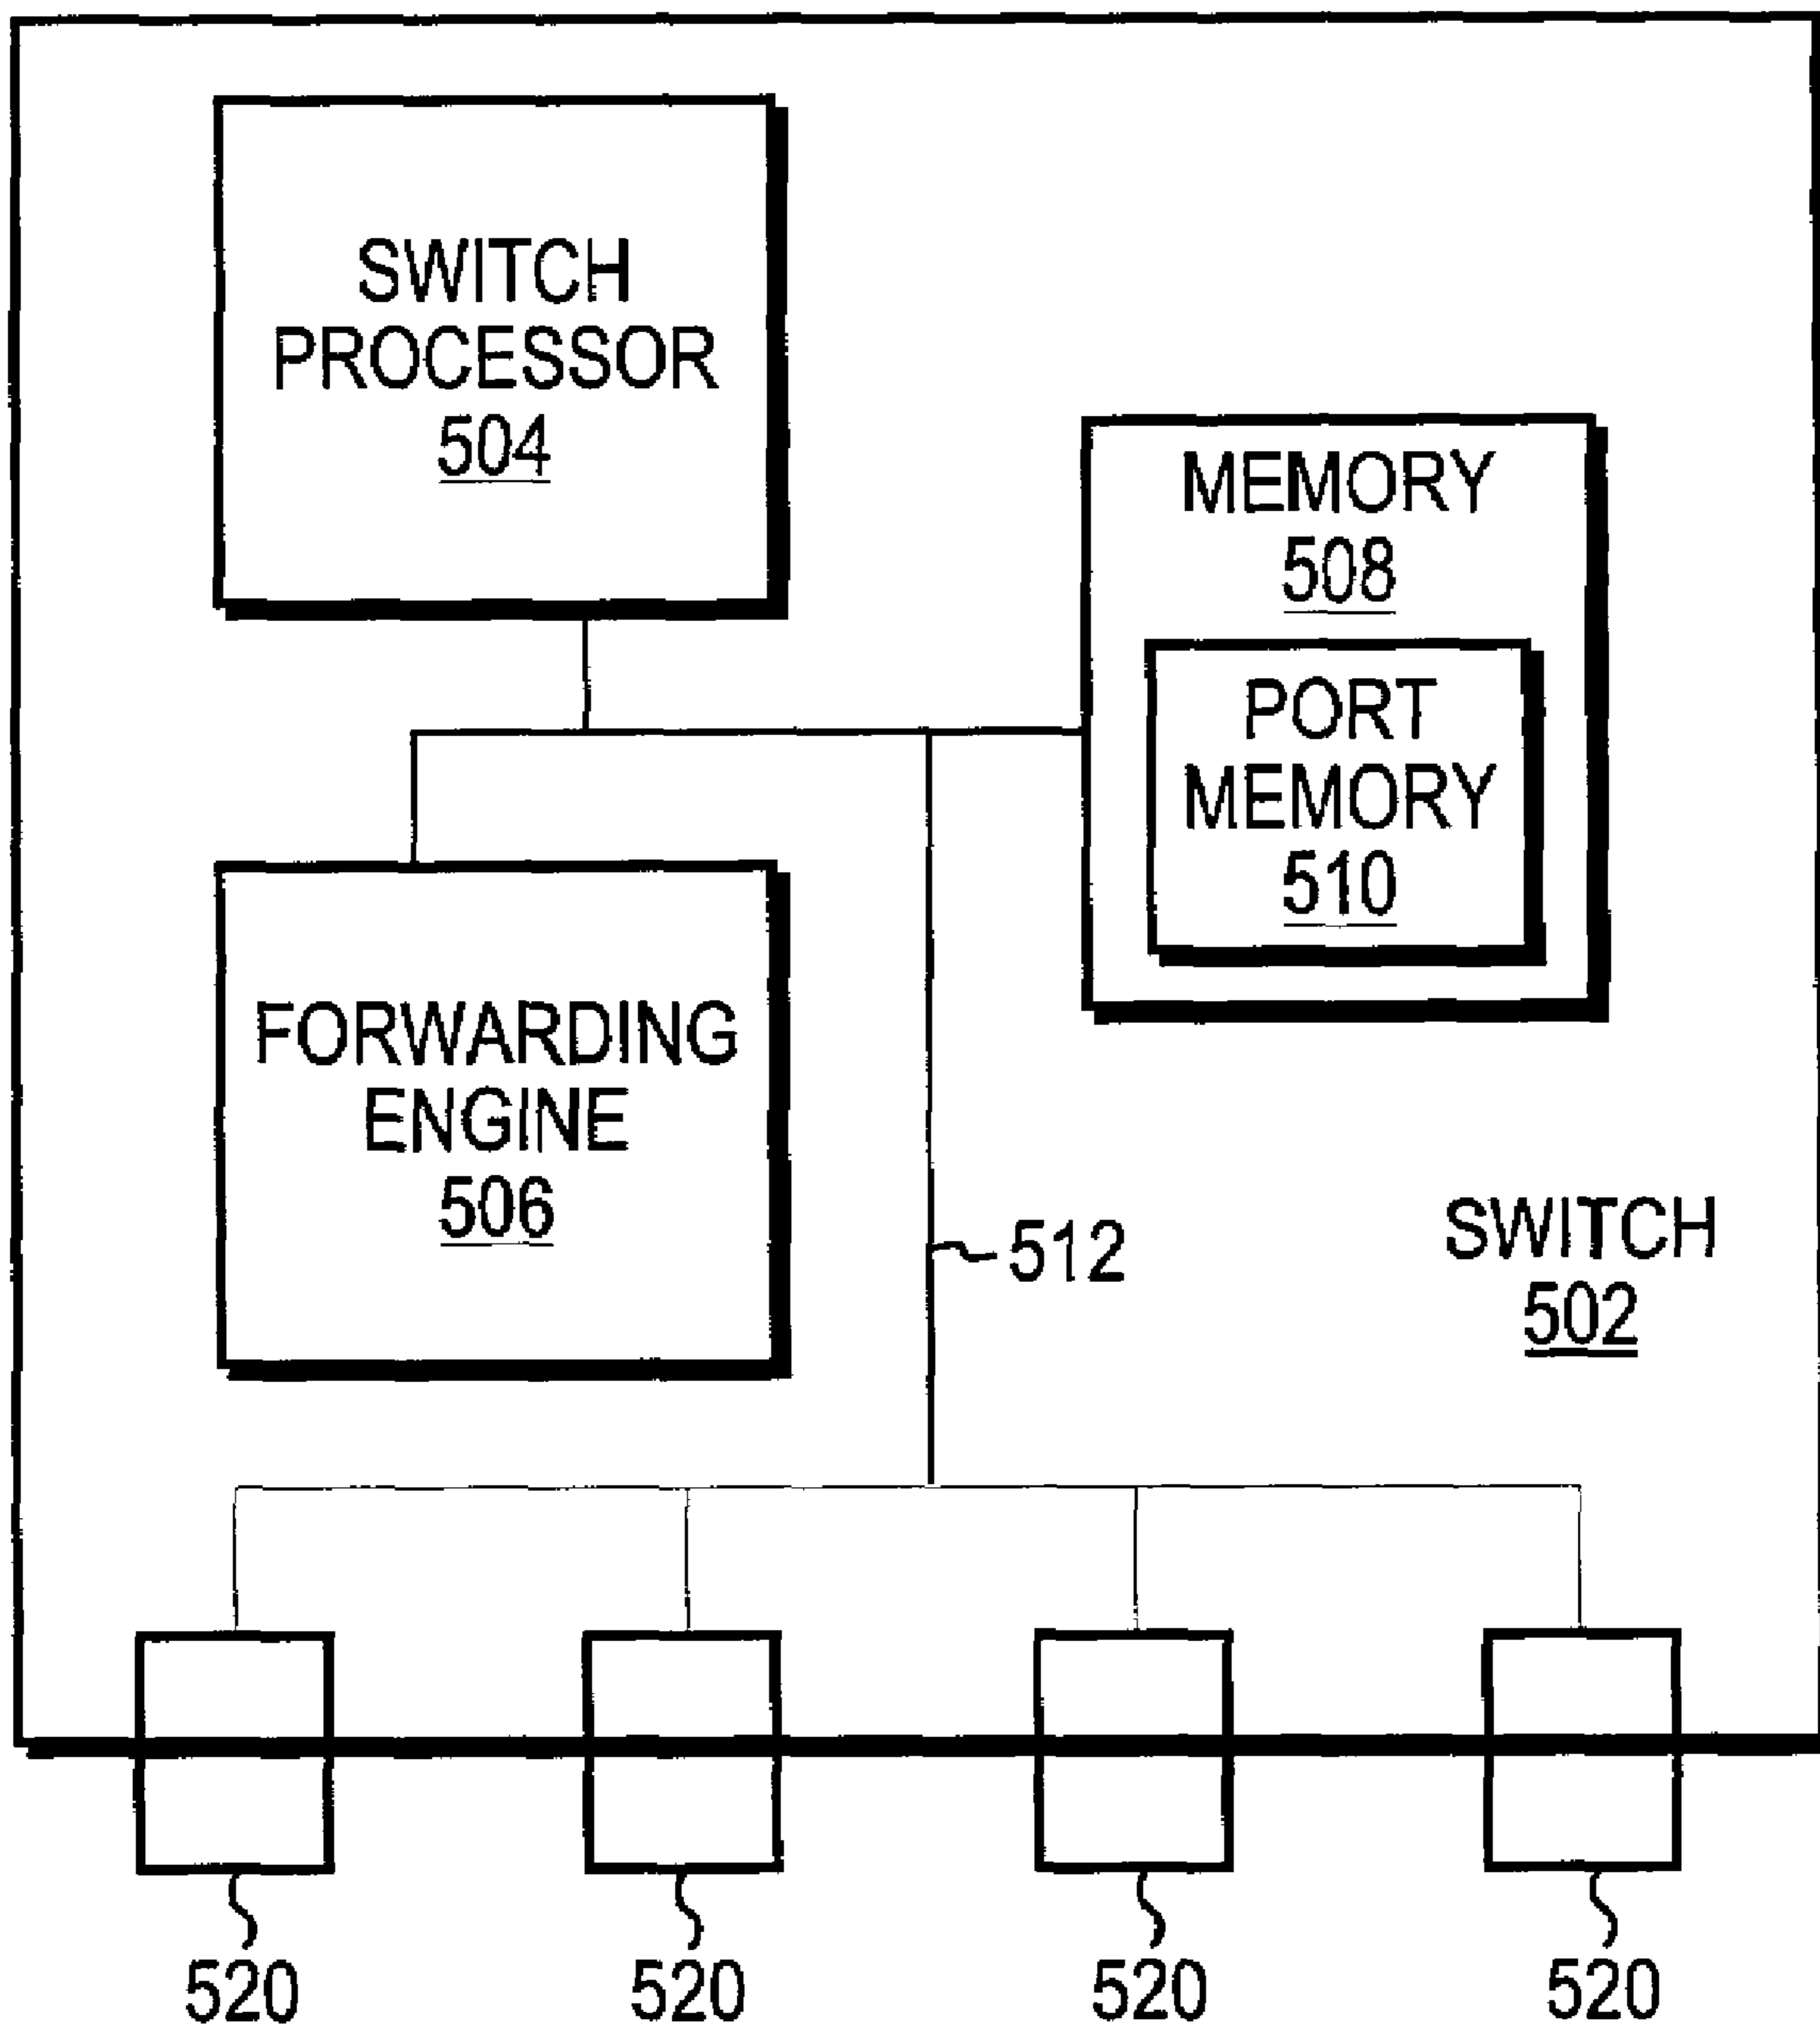 SWITCH
PROCESSOR
504
MEMORY
508
PORT
MEMORY
510
FORWARDING
ENGINE
506
512
SWITCH
502
520
520
520
520